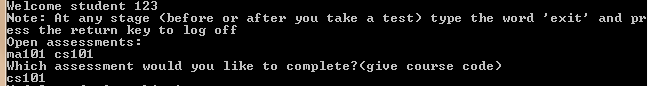 Welcome student 123
Note: At any stage (before or after you take a test) type the word 'exit' and pr
ess the return key to log off
Open assessments:
ma101 cs101
Which assessment would you like to complete?(give course code)
cs101